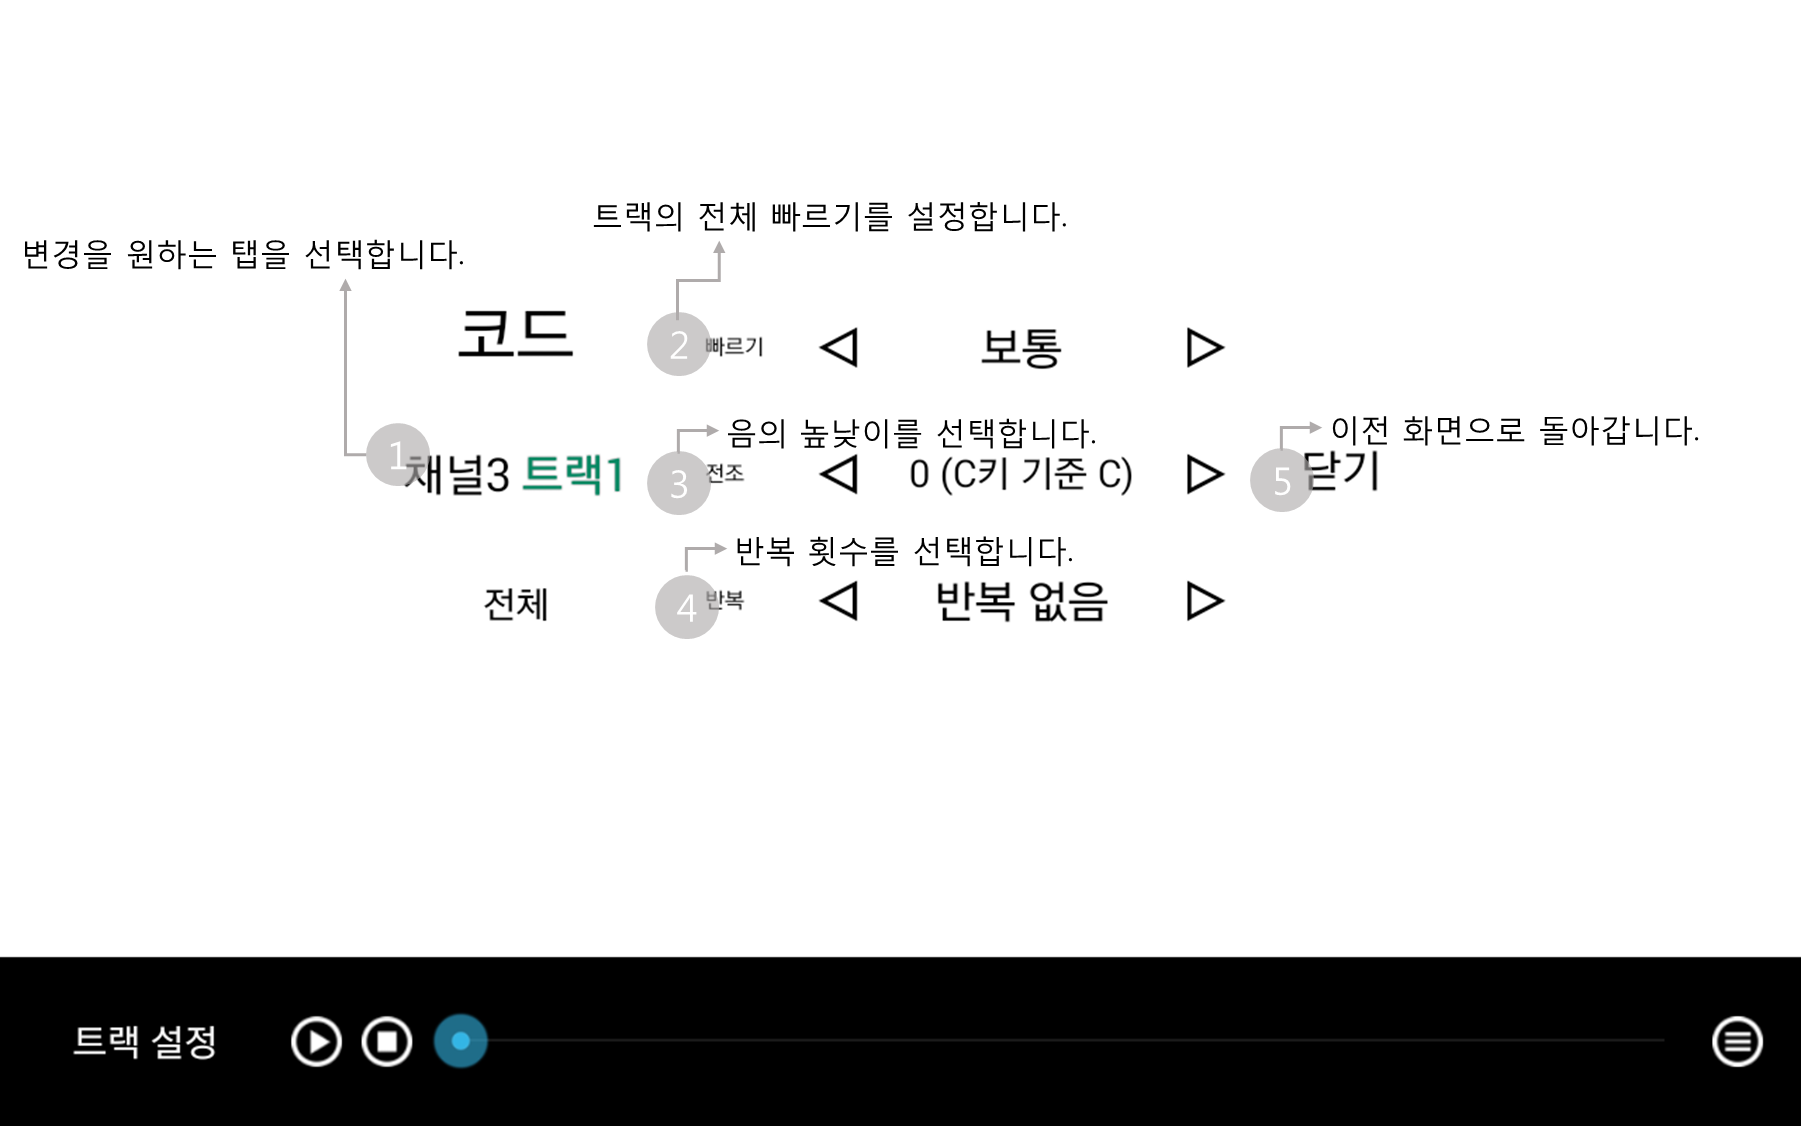 트랙의 전체 빠르기를 설정합니다.
변경을 원하는 탭을 선택합니다.
코드
2 빠르기 보통
음의 높낮이를 선택합니다.
이전 화면으로 돌아갑니다.
1 채널3 트랙1
3 전조 0 (C키 기준 C)
5 닫기
반복 횟수를 선택합니다.
전체
4 반복 반복 없음
트랙 설정